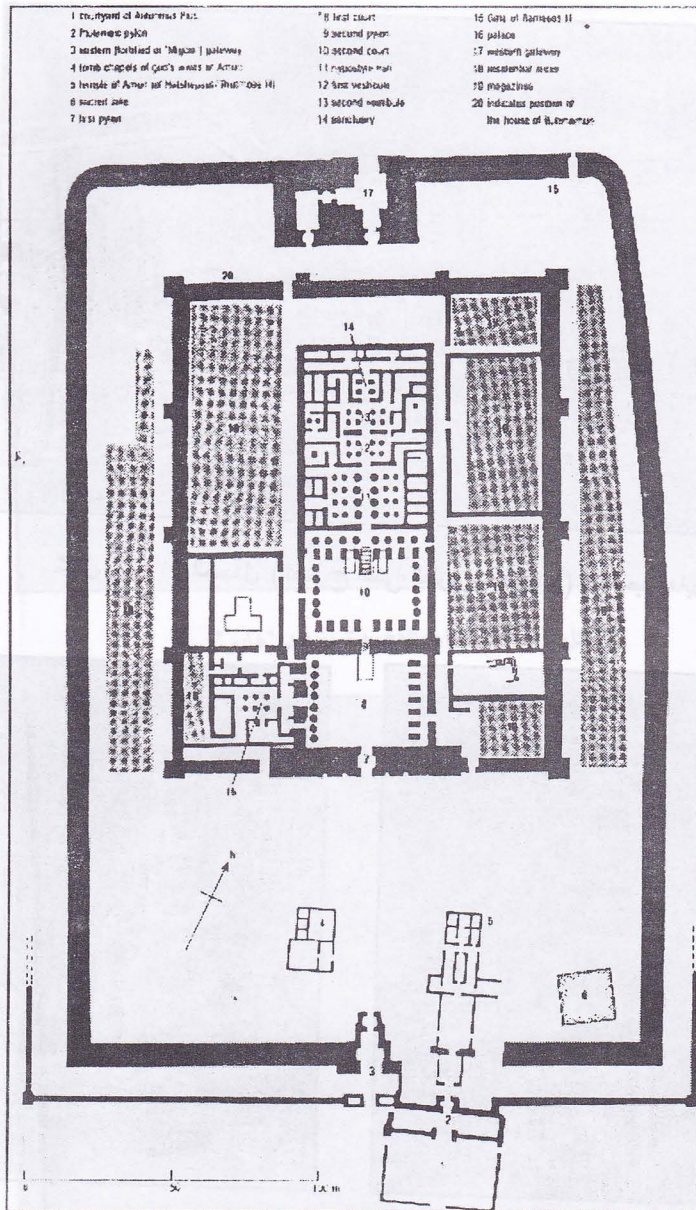 1 courtyard of Antoninus Pius
2 Ptolemaic pylon
3 eastern (fortified or 'Migdol') gateway
4 tomb chapels of god's wives of Amun
5 temple of Amun (of Hatshepsut/Thutmose III)
6 sacred lake
7 first pylon
8 first court
9 second pylon
10 second court
11 hypostyle hall
12 first vestibule
13 second vestibule
14 sanctuary
15 Gate of Ramesses III
16 palace
17 western gateway
18 residential areas
19 magazines
20 indicates position of
the house of Butehamun
17
15
20
14
10
8
7
16
N
4
5
6
3
2
0 50 100 m